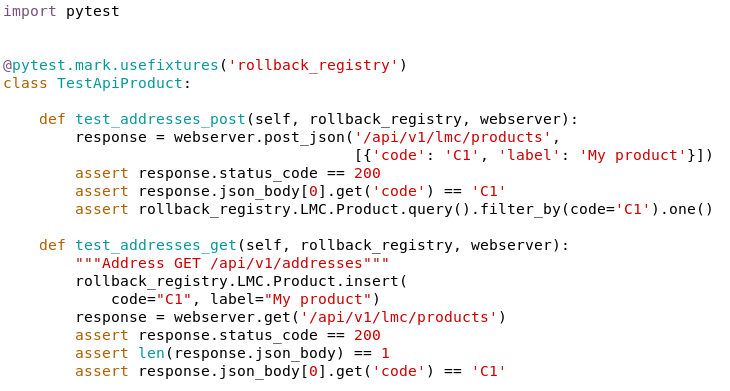 import pytest


@pytest.mark.usefixtures('rollback_registry')
class TestApiProduct:

    def test_addresses_post(self, rollback_registry, webserver):
        response = webserver.post_json('/api/v1/lmc/products',
                                       [{'code': 'C1', 'label': 'My product'}])
        assert response.status_code == 200
        assert response.json_body[0].get('code') == 'C1'
        assert rollback_registry.LMC.Product.query().filter_by(code='C1').one()

    def test_addresses_get(self, rollback_registry, webserver):
        """Address GET /api/v1/addresses"""
        rollback_registry.LMC.Product.insert(
            code="C1", label="My product")
        response = webserver.get('/api/v1/lmc/products')
        assert response.status_code == 200
        assert len(response.json_body) == 1
        assert response.json_body[0].get('code') == 'C1'